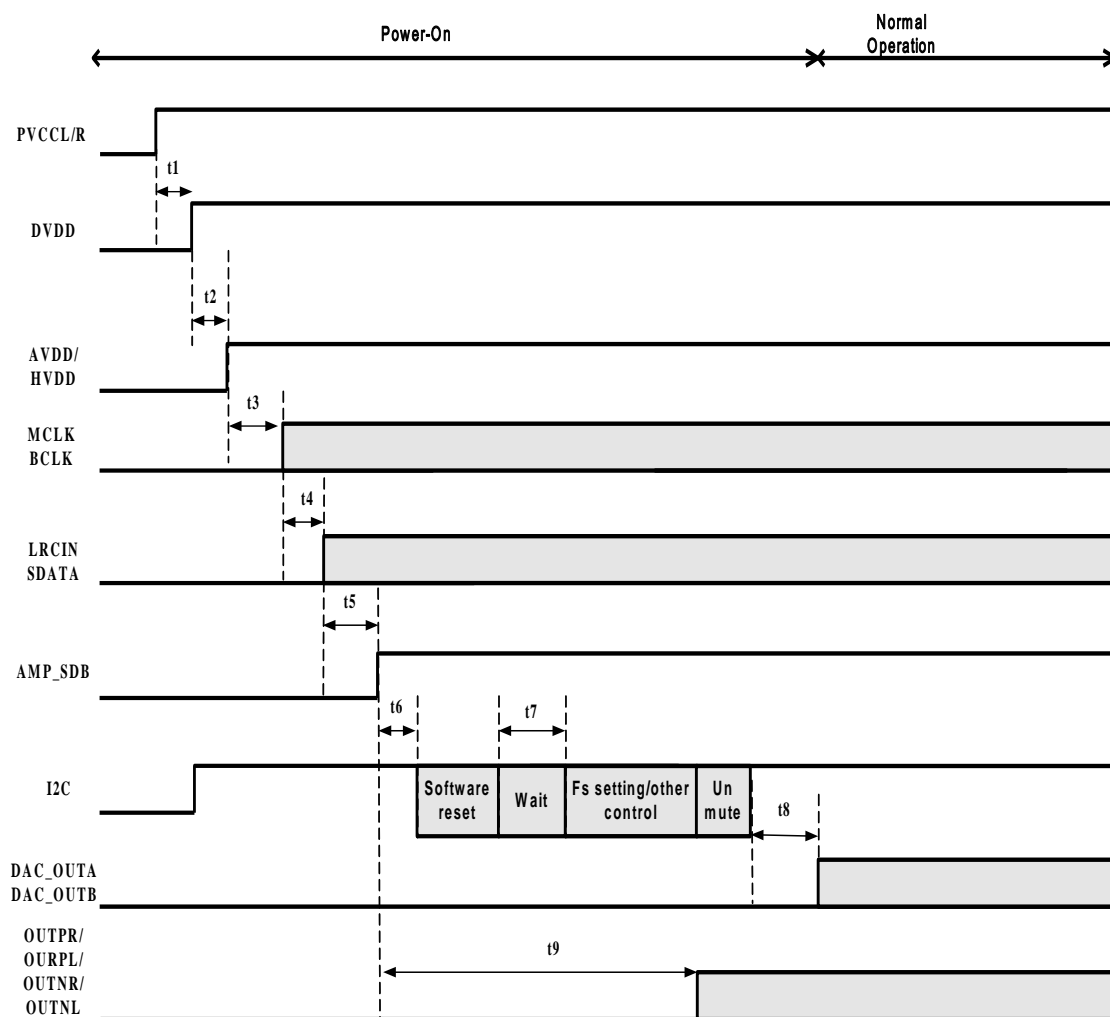 Power-On
Normal
Operation
PVCCL/R
t1
DVDD
t2
AVDD/
HVDD
t3
MCLK
BCLK
t4
LRCIN
SDATA
t5
AMP_SDB
t6
t7
I2C
Software
reset
Wait
Fs setting/other
control
Un
mute
t8
DAC_OUTA
DAC_OUTB
OUTPR/
OURPL/
OUTNR/
OUTNL
t9